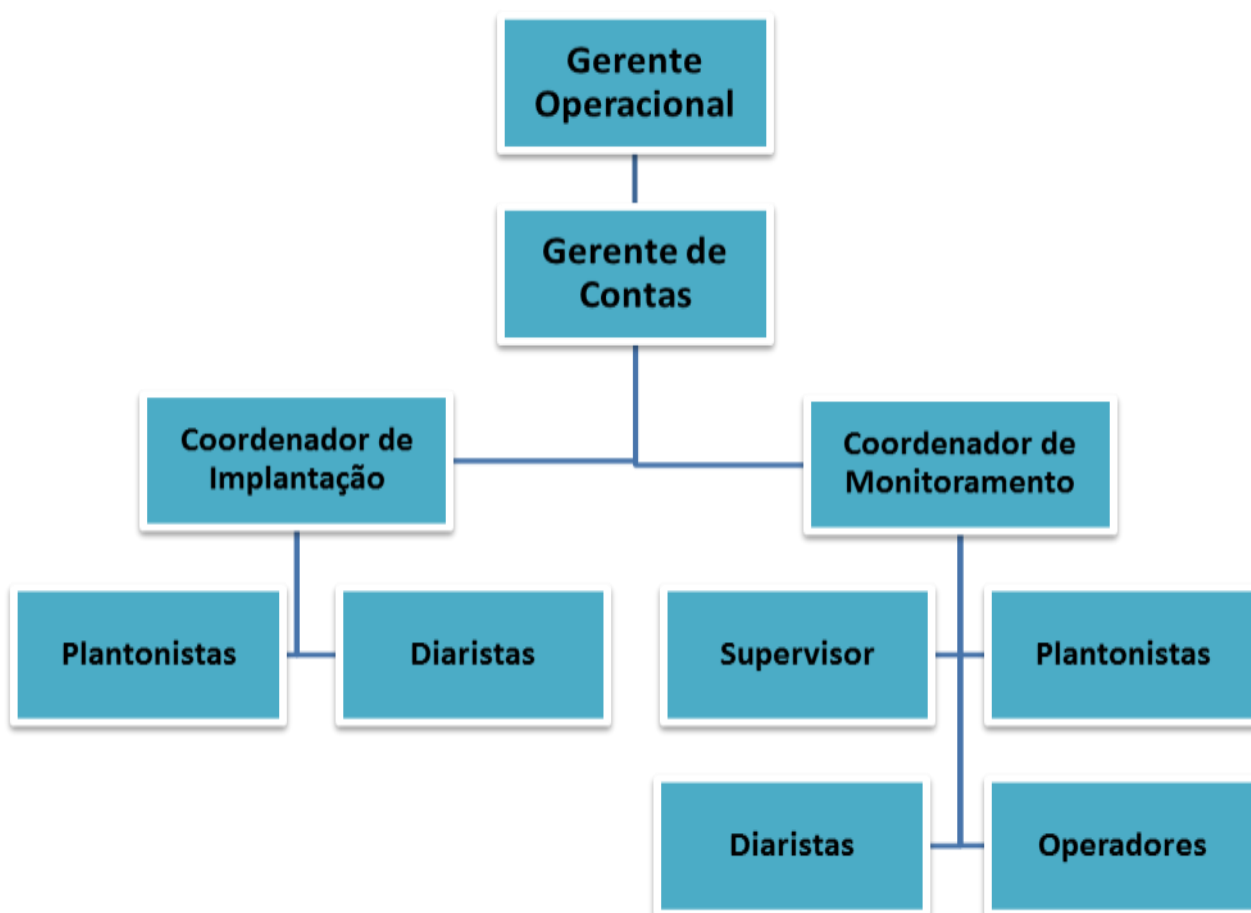 Gerente
Operacional
Gerente de
Contas
Coordenador de
Implantação
Coordenador de
Monitoramento
Plantonistas
Diaristas
Supervisor
Plantonistas
Diaristas
Operadores